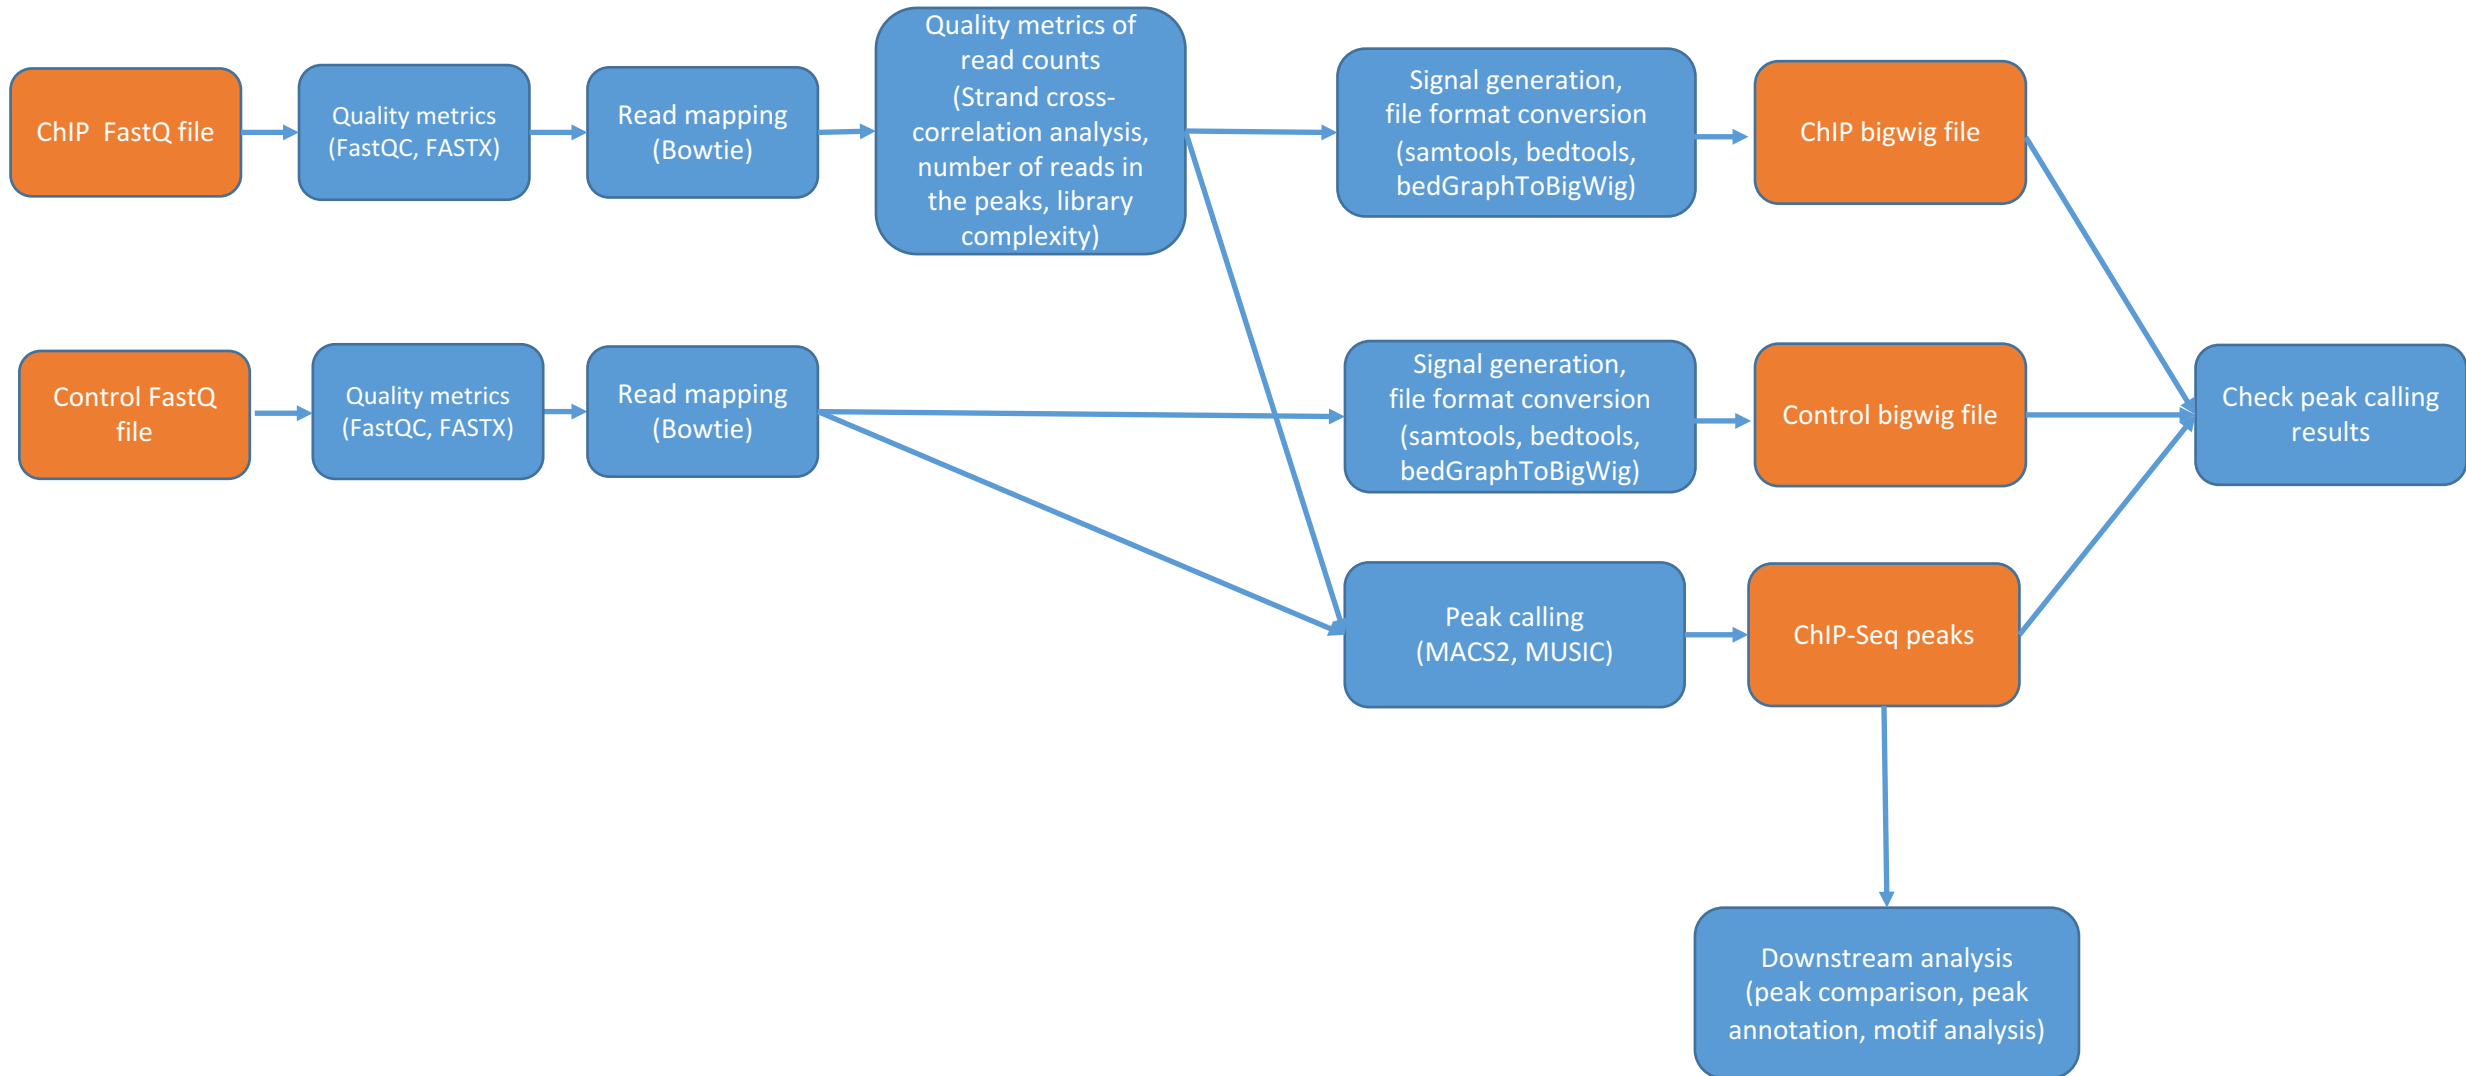 ChIP  FastQ file
Quality metrics
(FastQC, FASTX)
Read mapping
(Bowtie)
Quality metrics of
read counts
(Strand cross-
correlation analysis,
number of reads in
the peaks, library
complexity)
Signal generation,
file format conversion
(samtools, bedtools,
bedGraphToBigWig)
ChIP bigwig file
Control FastQ
file
Quality metrics
(FastQC, FASTX)
Read mapping
(Bowtie)
Signal generation,
file format conversion
(samtools, bedtools,
bedGraphToBigWig)
Control bigwig file
Check peak calling
results
Peak calling
(MACS2, MUSIC)
ChIP-Seq peaks
Downstream analysis
(peak comparison, peak
annotation, motif analysis)